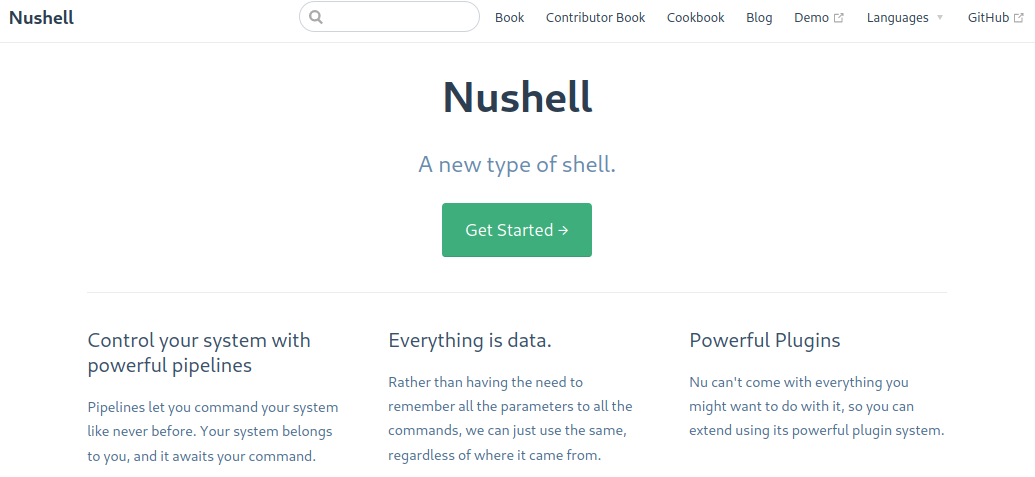 Nushell
Book Contributor Book Cookbook Blog Demo Languages GitHub
Nushell
A new type of shell.
Get Started →
Control your system with
powerful pipelines
Pipelines let you command your system
like never before. Your system belongs
to you, and it awaits your command.
Everything is data.
Rather than having the need to
remember all the parameters to all the
commands, we can just use the same,
regardless of where it came from.
Powerful Plugins
Nu can't come with everything you
might want to do with it, so you can
extend using its powerful plugin system.